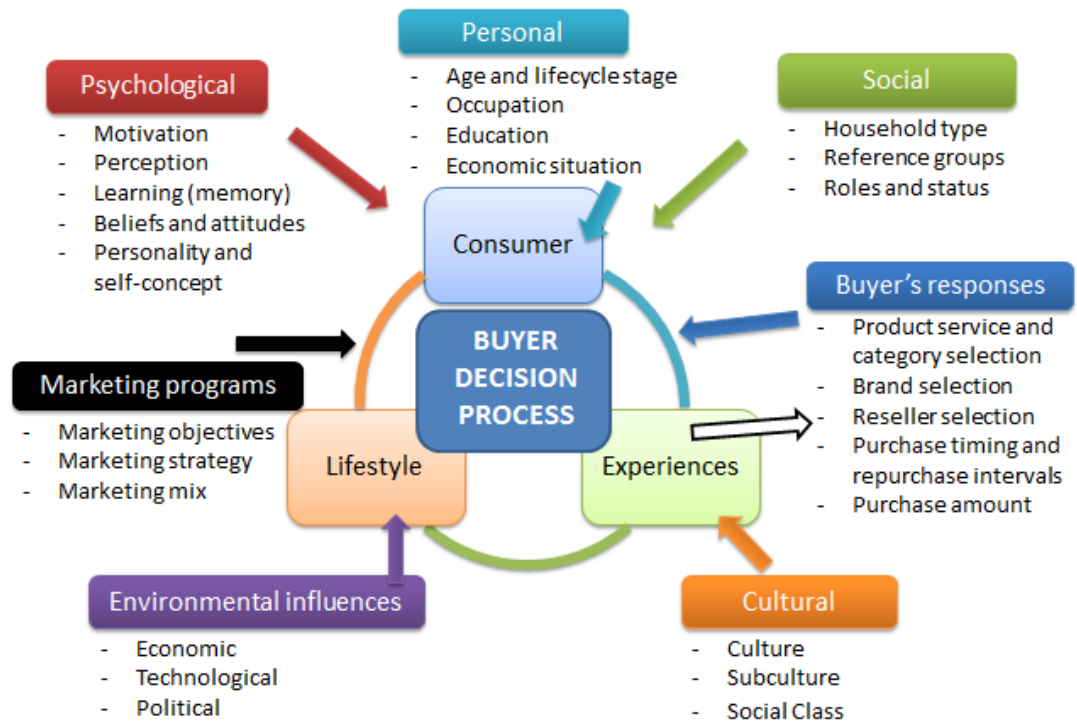 Personal
- Age and lifecycle stage
- Occupation
- Education
- Economic situation
Psychological
- Motivation
- Perception
- Learning (memory)
- Beliefs and attitudes
- Personality and
self-concept
Social
- Household type
- Reference groups
- Roles and status
Consumer
BUYER
DECISION
PROCESS
Buyer's responses
- Product service and
category selection
- Brand selection
- Reseller selection
- Purchase timing and
repurchase intervals
- Purchase amount
Marketing programs
- Marketing objectives
- Marketing strategy
- Marketing mix
Lifestyle
Experiences
Environmental influences
- Economic
- Technological
- Political
Cultural
- Culture
- Subculture
- Social Class